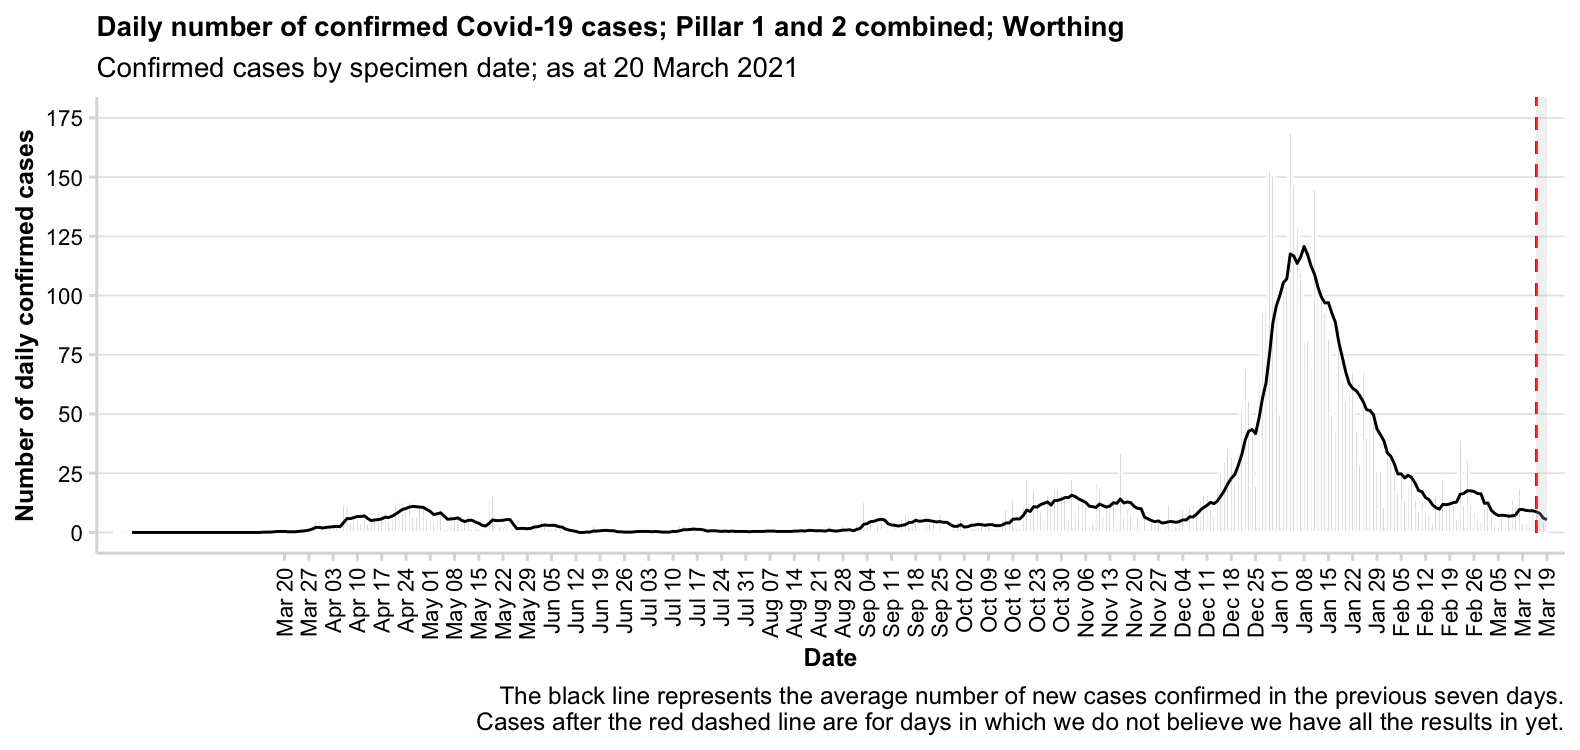 Daily number of confirmed Covid-19 cases; Pillar 1 and 2 combined; Worthing
Confirmed cases by specimen date; as at 20 March 2021
Number of daily confirmed cases
175
150
125
100
75
50
25
0
Mar 20
Mar 27
Apr 03
Apr 10
Apr 17
Apr 24
May 01
May 08
May 15
May 22
May 29
Jun 05
Jun 12
Jun 19
Jun 26
Jul 03
Jul 10
Jul 17
Jul 24
Jul 31
Aug 07
Aug 14
Aug 21
Aug 28
Sep 04
Sep 11
Sep 18
Sep 25
Oct 02
Oct 09
Oct 16
Oct 23
Oct 30
Nov 06
Nov 13
Nov 20
Nov 27
Dec 04
Dec 11
Dec 18
Dec 25
Jan 01
Jan 08
Jan 15
Jan 22
Jan 29
Feb 05
Feb 12
Feb 19
Feb 26
Mar 05
Mar 12
Mar 19
Date
The black line represents the average number of new cases confirmed in the previous seven days.
Cases after the red dashed line are for days in which we do not believe we have all the results in yet.